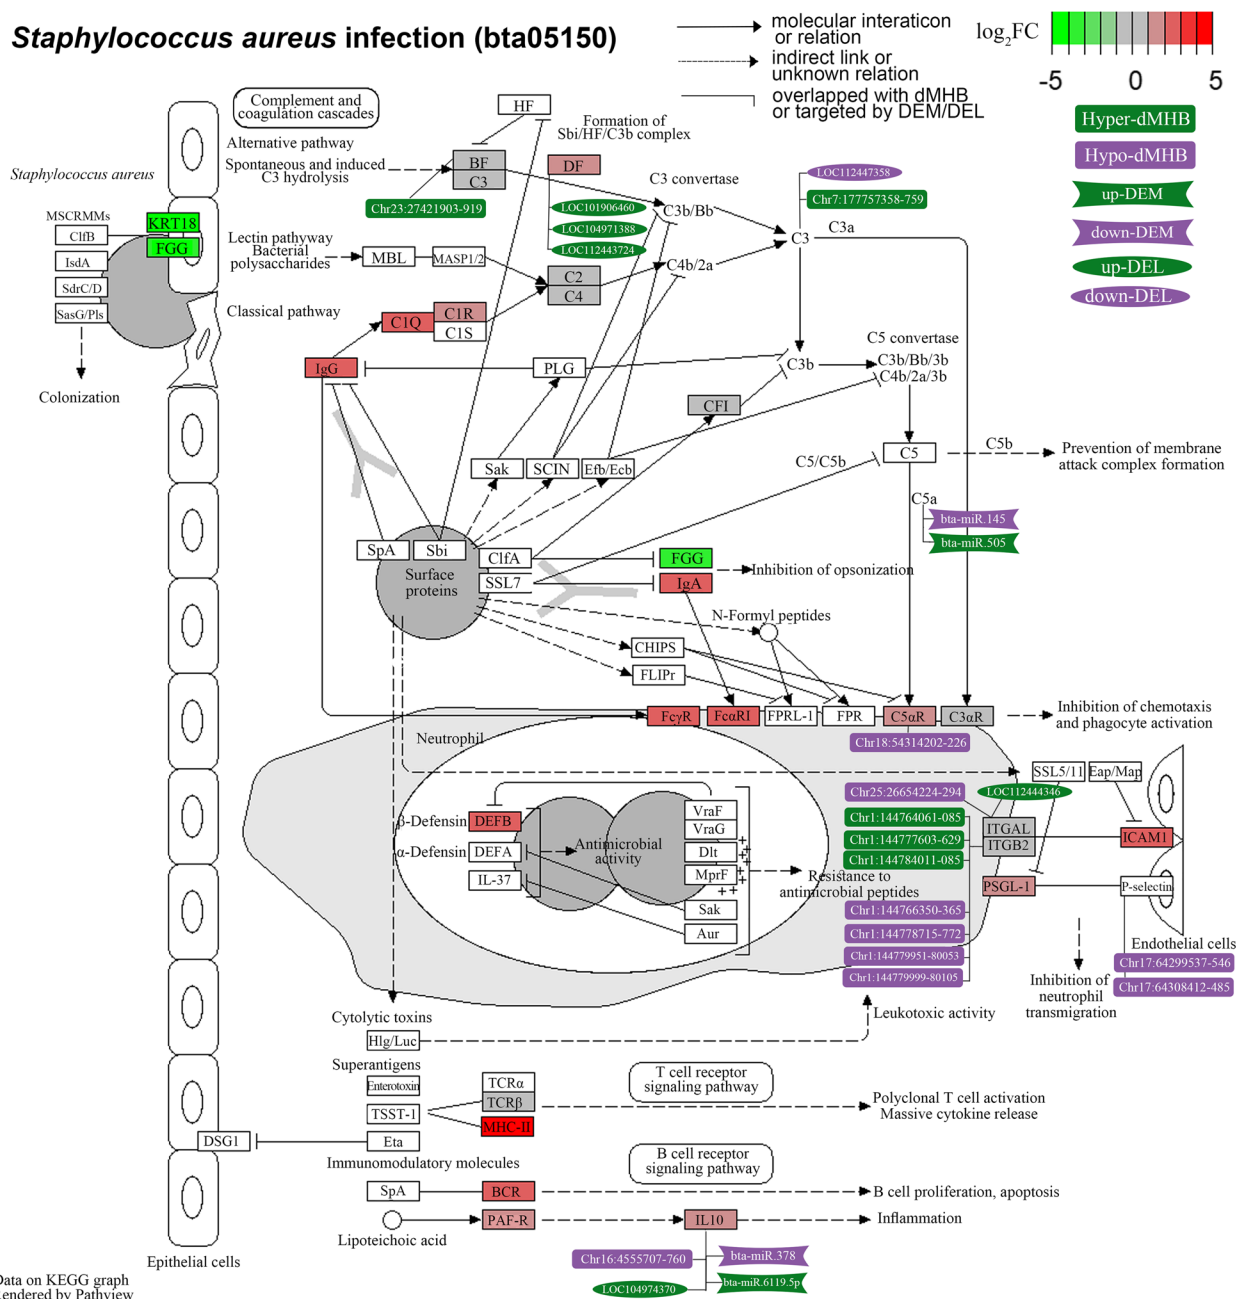 Staphylococcus aureus infection (bta05150)
molecular interaticon
or relation
indirect link or
unknown relation
overlapped with dMHB
or targeted by DEM/DEL
log2FC
-5 0 5
Hyper-dMHB
Hypo-dMHB
up-DEM
down-DEM
up-DEL
down-DEL
Complement and
coagulation cascades
Alternative pathway
Spontaneous and induced
C3 hydrolysis
HF
BF
C3
Chr23:27421903-919
Formation of
Sbi/HF/C3b complex
DF
LOC101906460
LOC104971388
LOC112443724
C3 convertase
C3b/Bb
C4b/2a
LOC112447358
Chr7:177757358-759
C3
C3a
Staphylococcus aureus
MSCRMMs
ClfB
IsdA
SdrC/D
SasG/Pls
Colonization
KRT18
FGG
Lectin pathyway
Bacterial
polysaccharides
MBL
MASP1/2
C2
C4
Classical pathway
C1Q
C1R
C1S
IgG
PLG
C3b
C5 convertase
C3b/Bb/3b
C4b/2a/3b
CFI
Sak
SCIN
Efb/Ecb
C5/C5b
C5
C5b
Prevention of membrane
attack complex formation
C5a
bta-miR.145
bta-miR.505
SpA
Sbi
Surface
proteins
ClfA
SSL7
FGG
IgA
Inhibition of opsonization
N-Formyl peptides
CHIPS
FLIPr
FcγR
FcαRI
FPRL-1
FPR
C5αR
C3αR
Inhibition of chemotaxis
and phagocyte activation
Chr18:54314202-226
Neutrophil
SSL5/11
Eap/Map
Chr25:26654224-294
LOC112444346
Chr1:144764061-085
Chr1:144777603-629
Chr1:144784011-085
ITGAL
ITGB2
ICAM1
PSGL-1
P-selectin
β-Defensin
DEFB
α-Defensin
DEFA
IL-37
Antimicrobial
activity
VraF
VraG
Dlt
MprF
Sak
Aur
+
+
+
+
+
+
+ +
Resistance to
antimicrobial peptides
Chr1:144766350-365
Chr1:144778715-772
Chr1:144779951-80053
Chr1:144779999-80105
Endothelial cells
Chr17:64299537-546
Chr17:64308412-485
Inhibition of
neutrophil
transmigration
Leukotoxic activity
Cytolytic toxins
Hlg/Luc
Superantigens
Enterotoxin
TSST-1
TCRα
TCRβ
MHC-II
T cell receptor
signaling pathway
Polyclonal T cell activation
Massive cytokine release
DSG1
Eta
Immunomodulatory molecules
B cell receptor
signaling pathway
SpA
BCR
B cell proliferation, apoptosis
PAF-R
IL10
Inflammation
Lipoteichoic acid
Chr16:4555707-760
LOC104974370
bta-miR.378
bta-miR.6119.5p
Epithelial cells
Data on KEGG graph
Rendered by Pathview